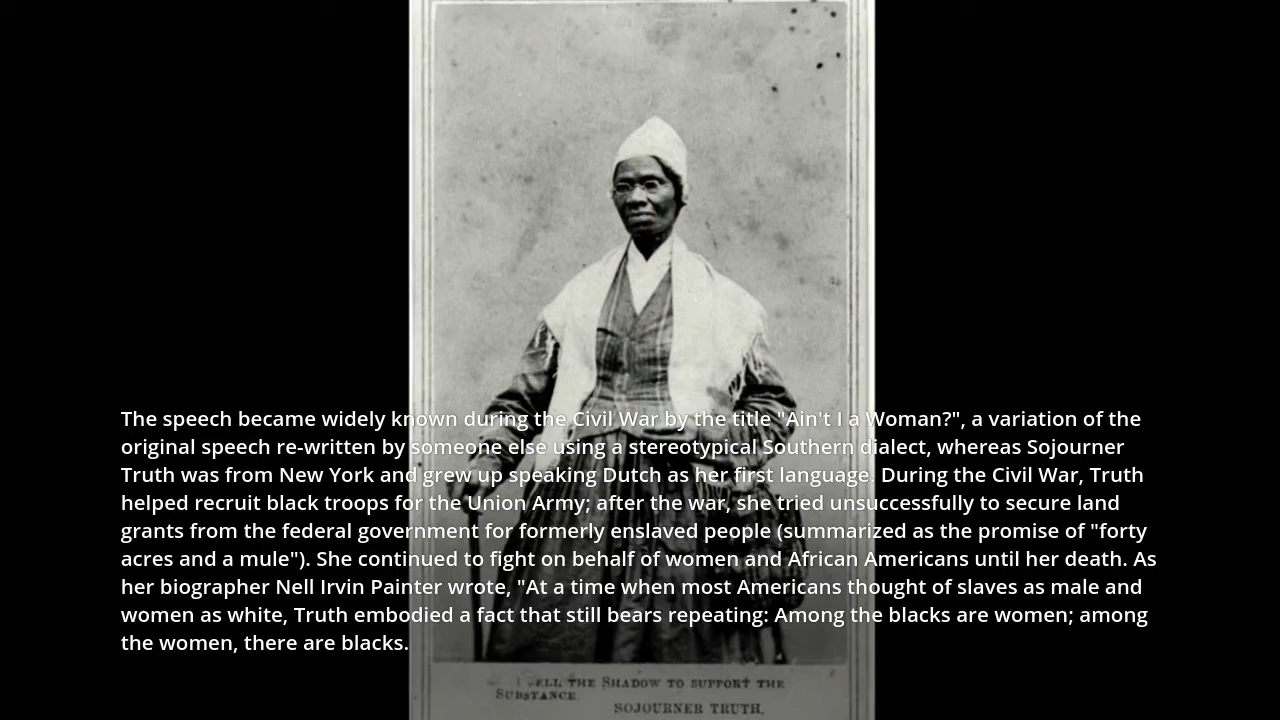 The speech became widely known during the Civil War by the title "Ain't I a Woman?", a variation of the
original speech re-written by someone else using a stereotypical Southern dialect, whereas Sojourner
Truth was from New York and grew up speaking Dutch as her first language. During the Civil War, Truth
helped recruit black troops for the Union Army; after the war, she tried unsuccessfully to secure land
grants from the federal government for formerly enslaved people (summarized as the promise of "forty
acres and a mule"). She continued to fight on behalf of women and African Americans until her death. As
her biographer Nell Irvin Painter wrote, "At a time when most Americans thought of slaves as male and
women as white, Truth embodied a fact that still bears repeating: Among the blacks are women; among
the women, there are blacks.
THE SHADOW TO SUPPORT THE
SUBSTANCE
SOJOURNER TRUTH.